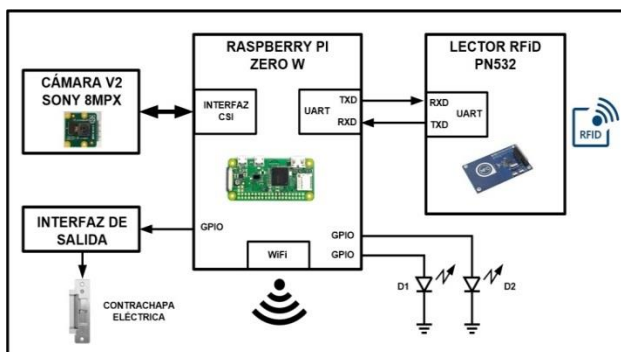 RASPBERRY PI
ZERO W
LECTOR RFiD
PN532
CÁMARA V2
SONY 8MPX
INTERFAZ
CSI
UART
TXD
RXD
RXD
TXD
UART
RFID
INTERFAZ DE
SALIDA
GPIO
GPIO
GPIO
WiFi
CONTRACHAPA
ELÉCTRICA
D1
D2